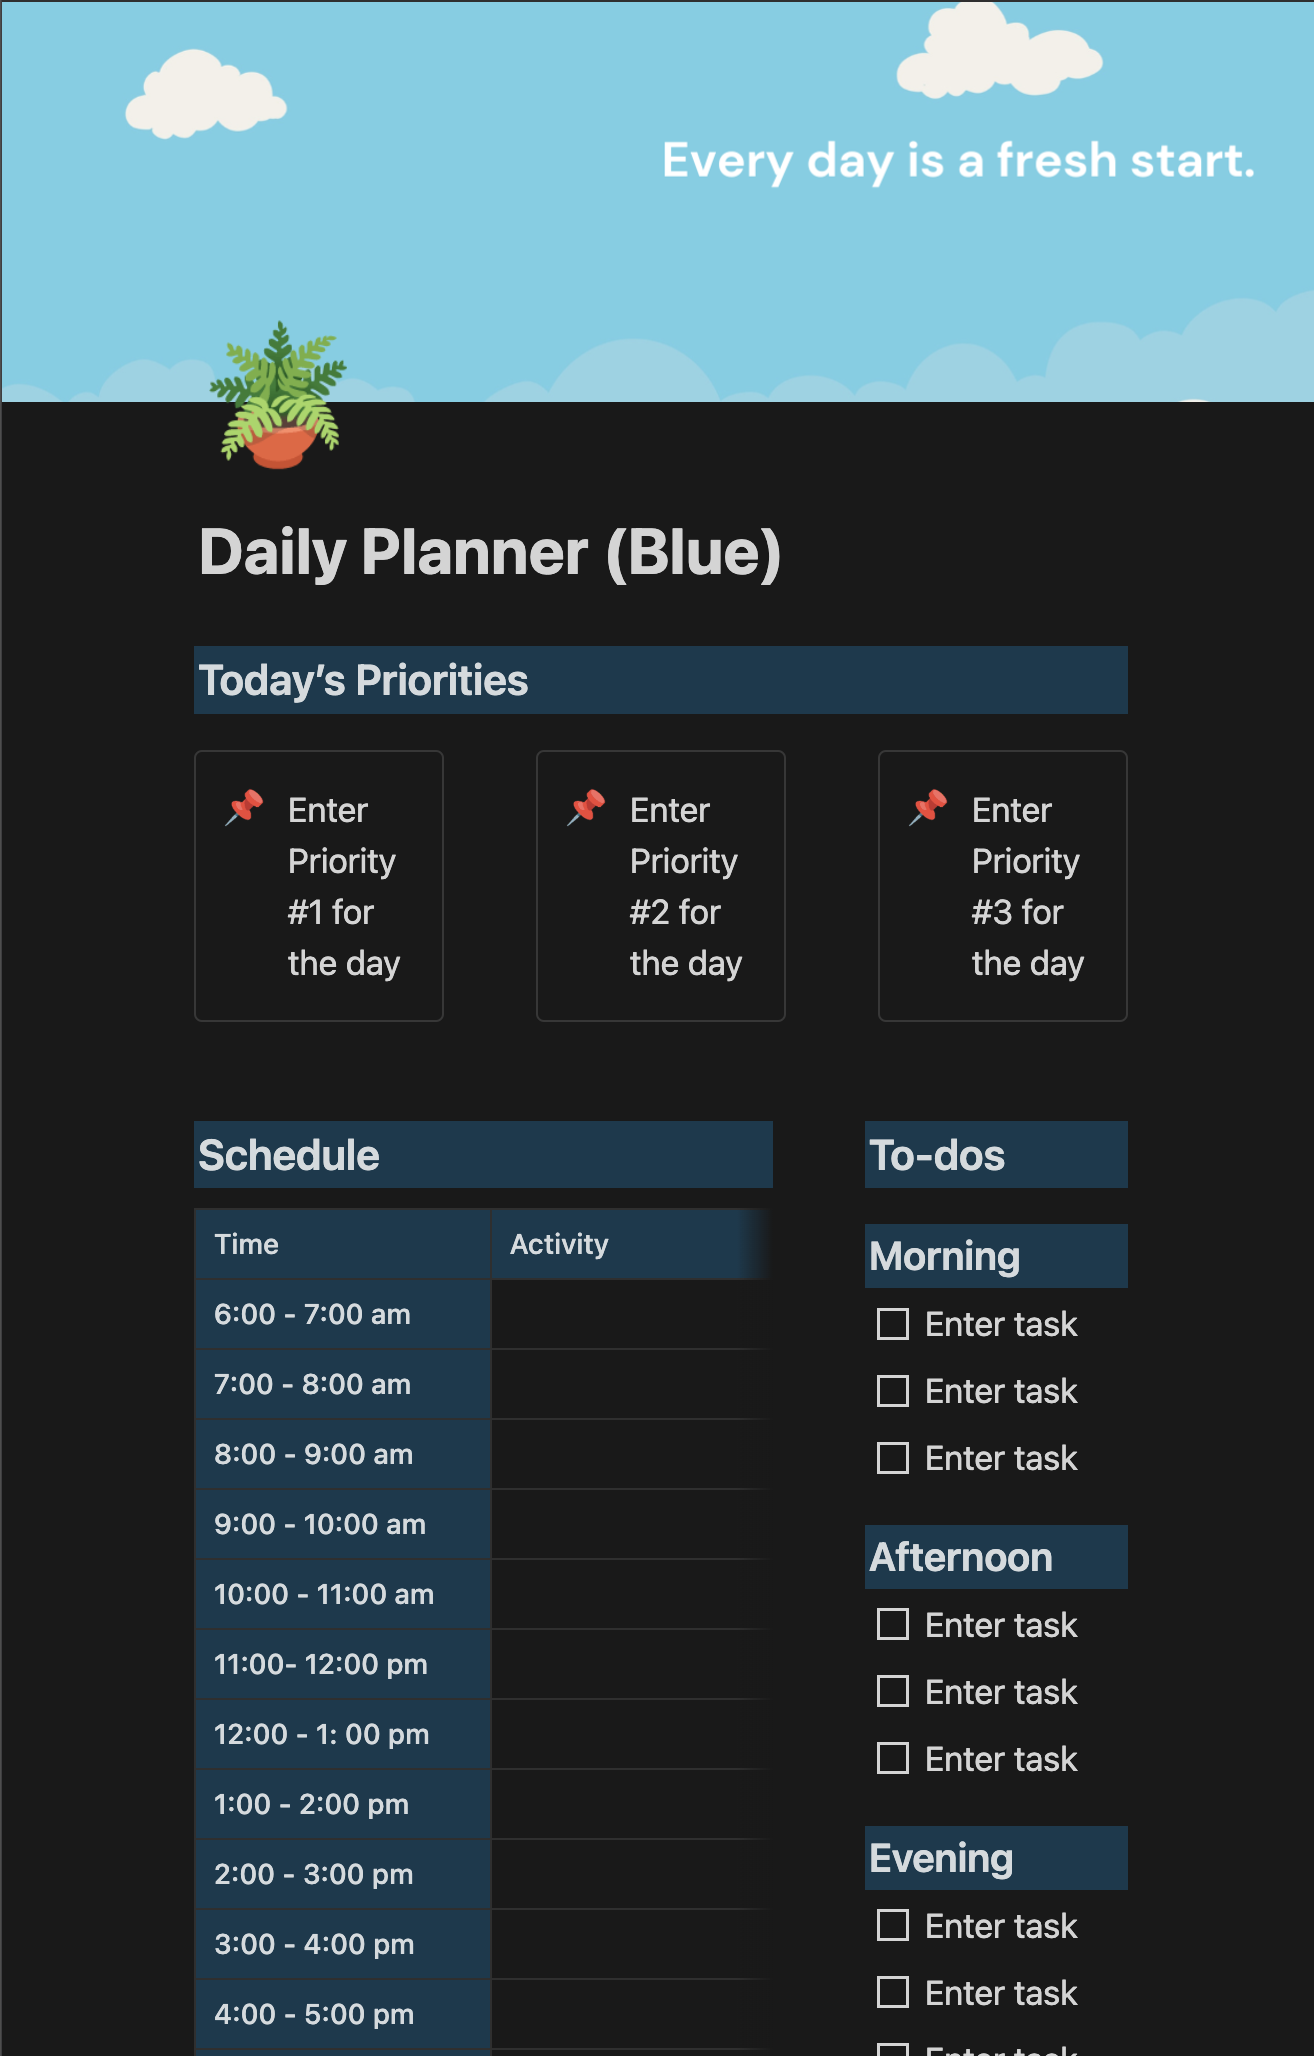 Every day is a fresh start.
Daily Planner (Blue)
Today’s Priorities
Enter
Priority
#1 for
the day
Enter
Priority
#2 for
the day
Enter
Priority
#3 for
the day
Schedule
Time Activity
6:00 - 7:00 am
7:00 - 8:00 am
8:00 - 9:00 am
9:00 - 10:00 am
10:00 - 11:00 am
11:00- 12:00 pm
12:00 - 1: 00 pm
1:00 - 2:00 pm
2:00 - 3:00 pm
3:00 - 4:00 pm
4:00 - 5:00 pm
To-dos
Morning
Enter task
Enter task
Enter task
Afternoon
Enter task
Enter task
Enter task
Evening
Enter task
Enter task
Enter task